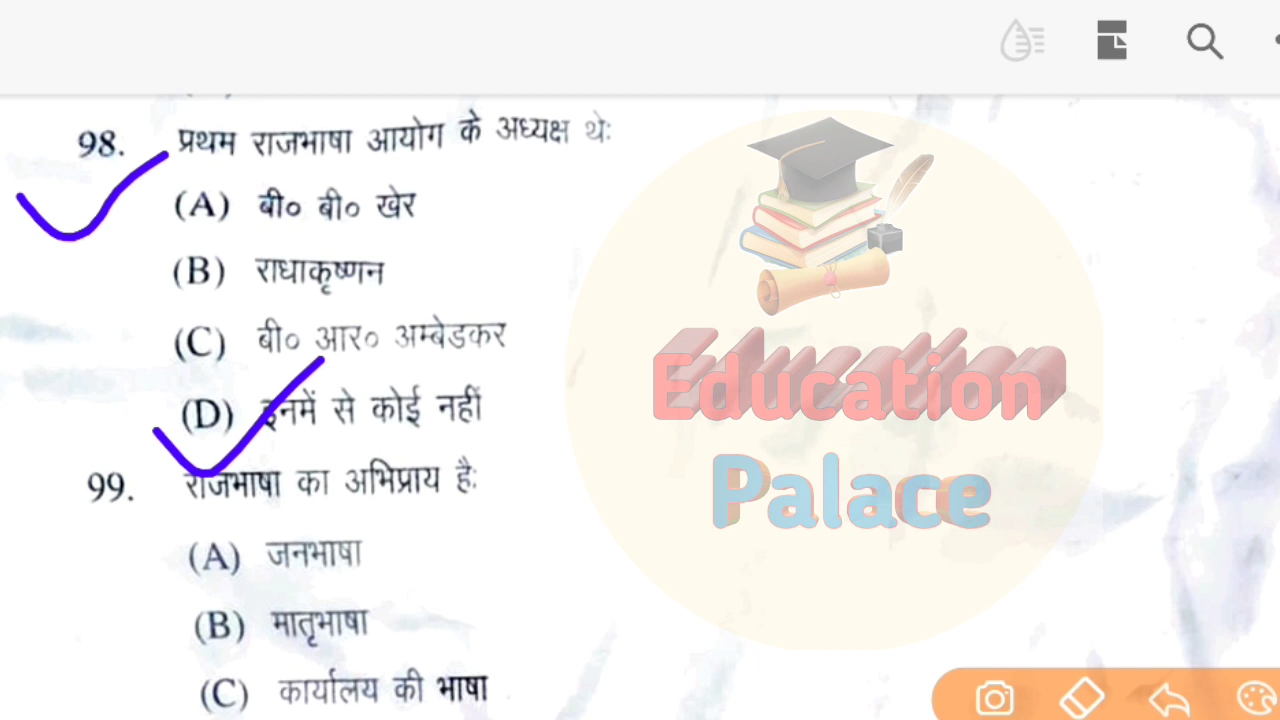 98. प्रथम राजभाषा आयोग के अध्यक्ष थे:
(A) बी० बी० खेर
(B) राधाकृष्णन
(C) बी० आर० अम्बेडकर
(D) इनमें से कोई नहीं
99. राजभाषा का अभिप्राय है:
(A) जनभाषा
(B) मातृभाषा
(C) कार्यालय की भाषा
Education
Palace